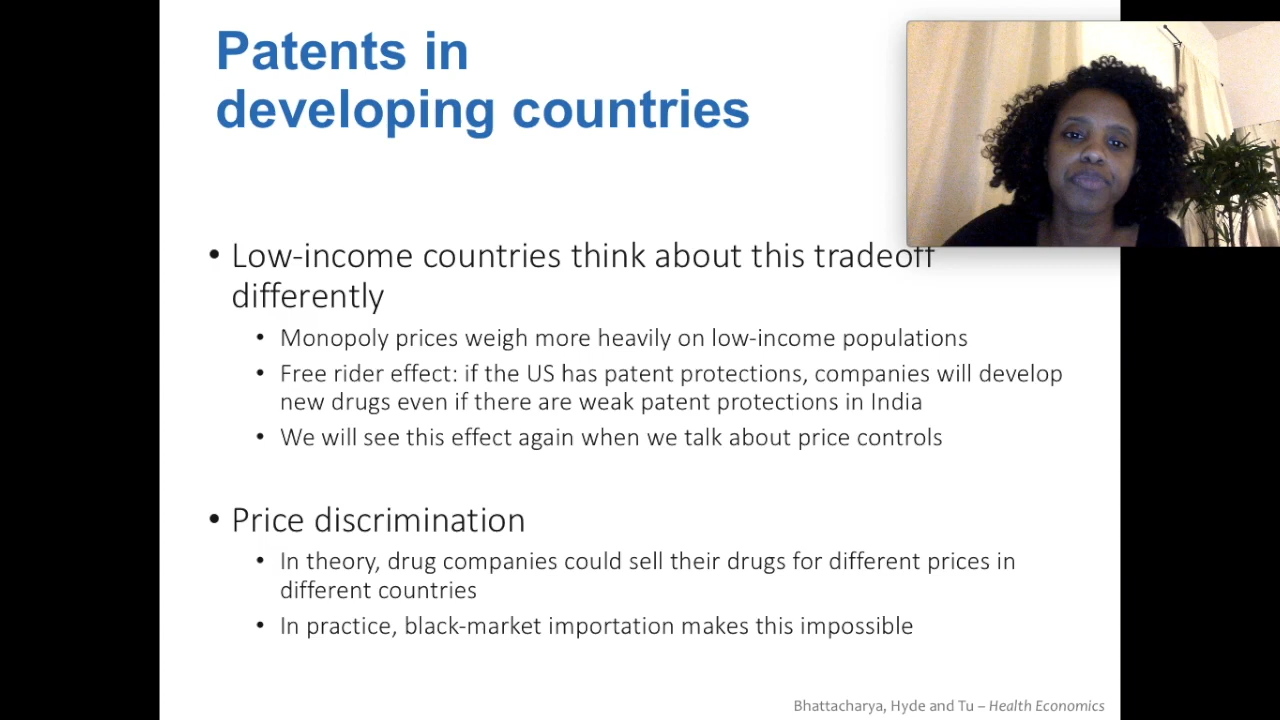 Patents in
developing countries
• Low-income countries think about this tradeoff
differently
• Monopoly prices weigh more heavily on low-income populations
• Free rider effect: if the US has patent protections, companies will develop
new drugs even if there are weak patent protections in India
• We will see this effect again when we talk about price controls
• Price discrimination
• In theory, drug companies could sell their drugs for different prices in
different countries
• In practice, black-market importation makes this impossible
Bhattacharya, Hyde and Tu – Health Economics